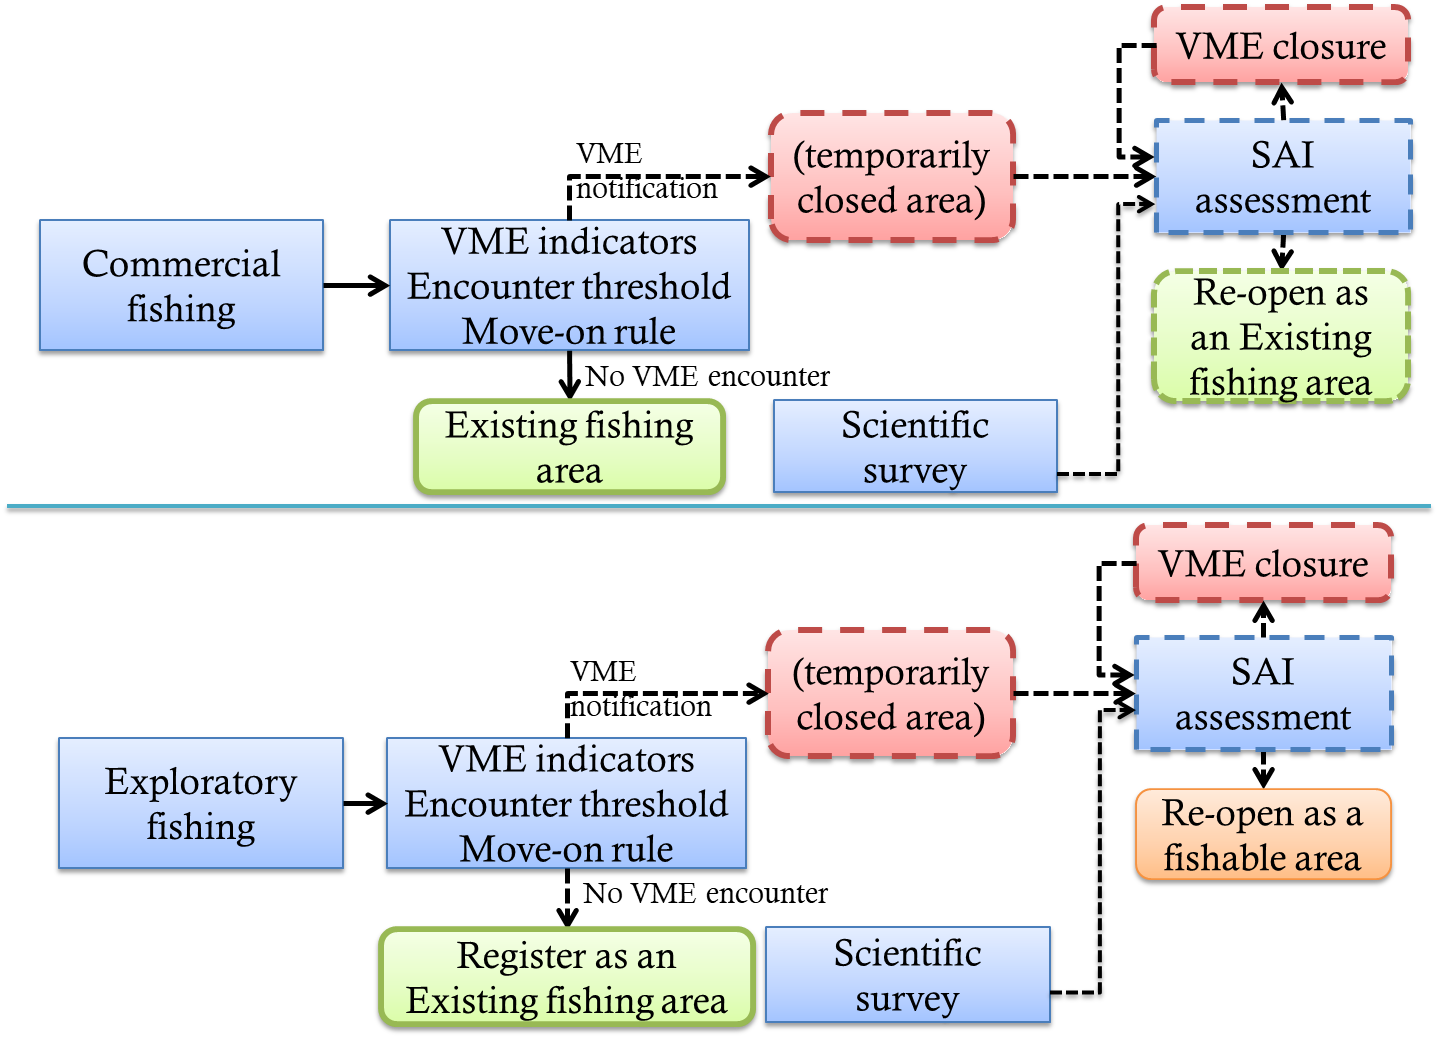 VME closure
VME
notification
(temporarily
closed area)
SAI
assessment
Commercial
fishing
VME indicators
Encounter threshold
Move-on rule
No VME encounter
Re-open as
an Existing
fishing area
Existing fishing
area
Scientific
survey
VME closure
VME
notification
(temporarily
closed area)
SAI
assessment
Exploratory
fishing
VME indicators
Encounter threshold
Move-on rule
No VME encounter
Re-open as a
fishable area
Register as an
Existing fishing area
Scientific
survey